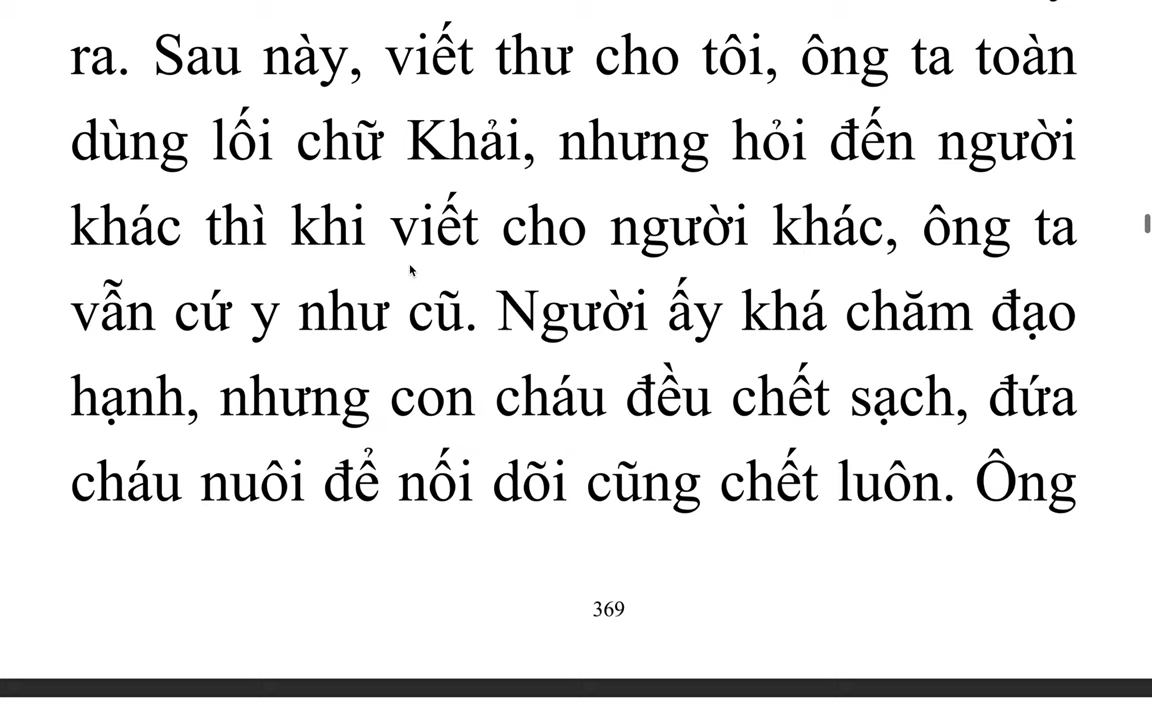 ra. Sau này, viết thư cho tôi, ông ta toàn
dùng lối chữ Khải, nhưng hỏi đến người
khác thì khi viết cho người khác, ông ta
vẫn cứ y như cũ. Người ấy khá chăm đạo
hạnh, nhưng con cháu đều chết sạch, đứa
cháu nuôi để nối dõi cũng chết luôn. Ông
369